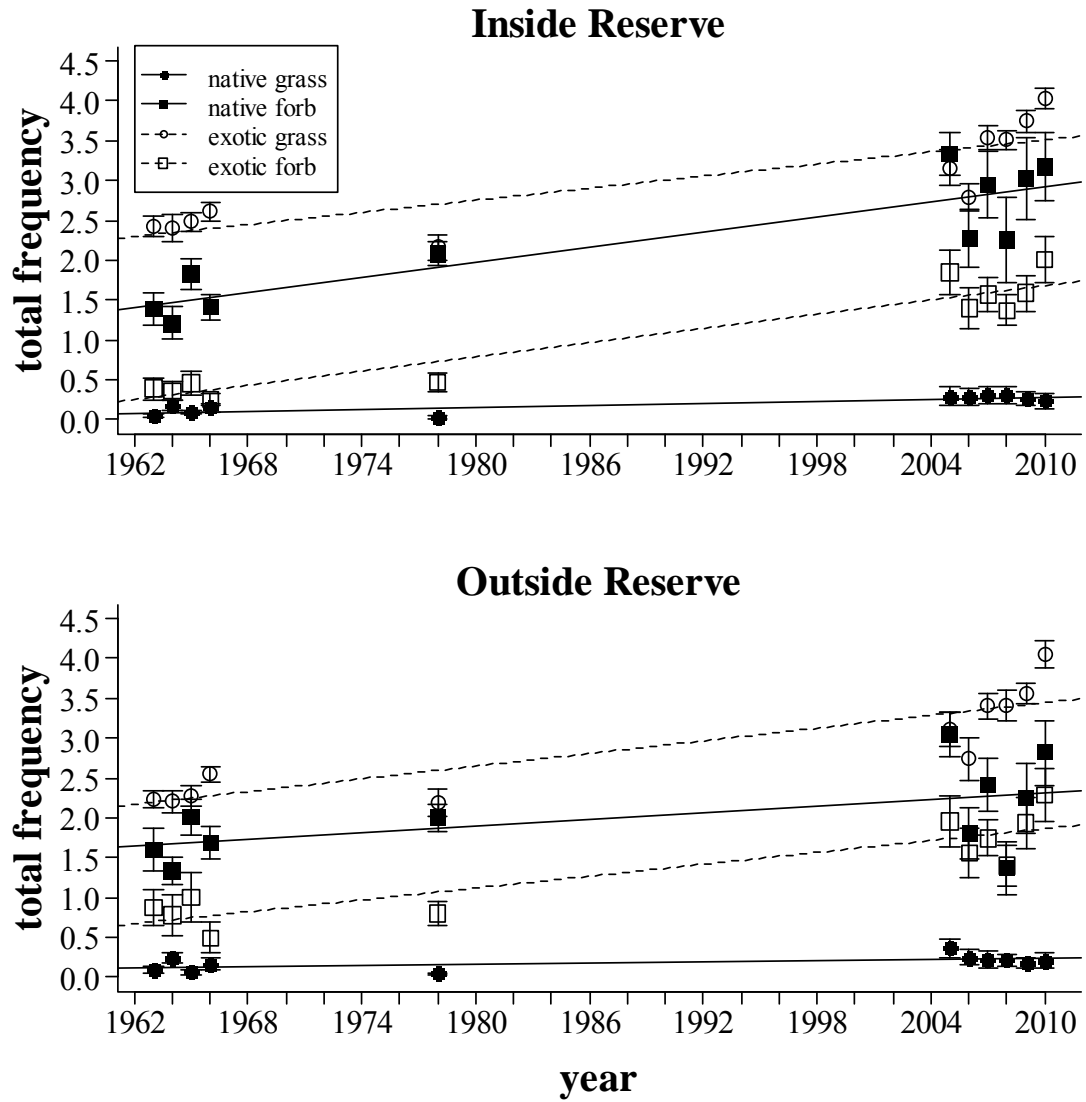 Inside Reserve
native grass
native forb
exotic grass
exotic forb
total frequency
4.5
4.0
3.5
3.0
2.5
2.0
1.5
1.0
0.5
0.0
1962 1968 1974 1980 1986 1992 1998 2004 2010
Outside Reserve
total frequency
4.5
4.0
3.5
3.0
2.5
2.0
1.5
1.0
0.5
0.0
1962 1968 1974 1980 1986 1992 1998 2004 2010
year